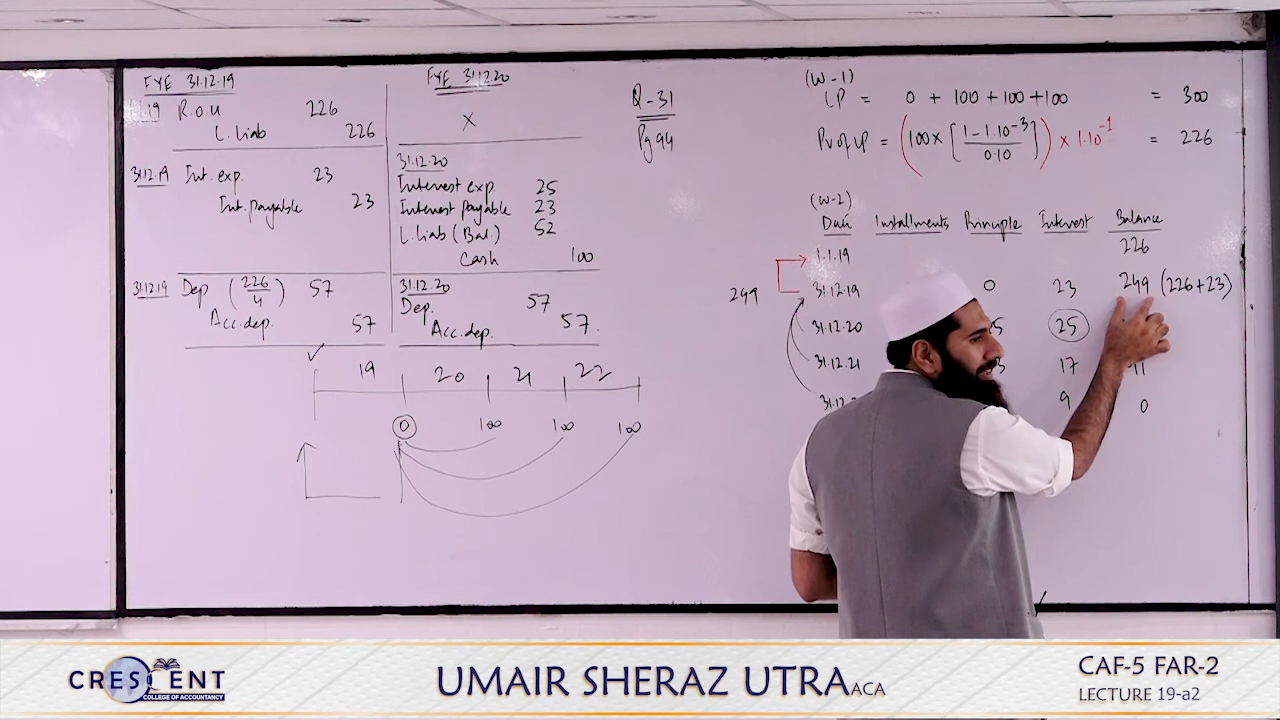 FYE 31.12.19
1.1.19 R.O.U 226
L.Liab 226
31.12.19 Int.exp. 23
Int.payable 23
31.12.19 Dep (226/4) 57
Acc.dep. 57
FYE 31.12.20
X
31.12.20
Interest exp. 25
Interest payable 23
L.liab (Bal.) 52
Cash 100
31.12.20
Dep. 57
Acc.dep. 57.
✓ 19 20 21 22
0 100 100 100
Q-31
Pg 94
(W-1)
LP = 0 + 100 + 100 + 100 = 300
Pv of LP = (100 x [1 - 1.10⁻³ / 0.10]) x 1.10⁻¹ = 226
(W-2)
Date Installments Principle Interest Balance
1.1.19 226
249 31.12.19 0 23 249 (226+23)
31.12.20 25
31.12.21 17
9 0
CRESCENT
COLLEGE OF ACCOUNTANCY
UMAIR SHERAZ UTRA ACA
CAF-5 FAR-2
LECTURE 19-a2